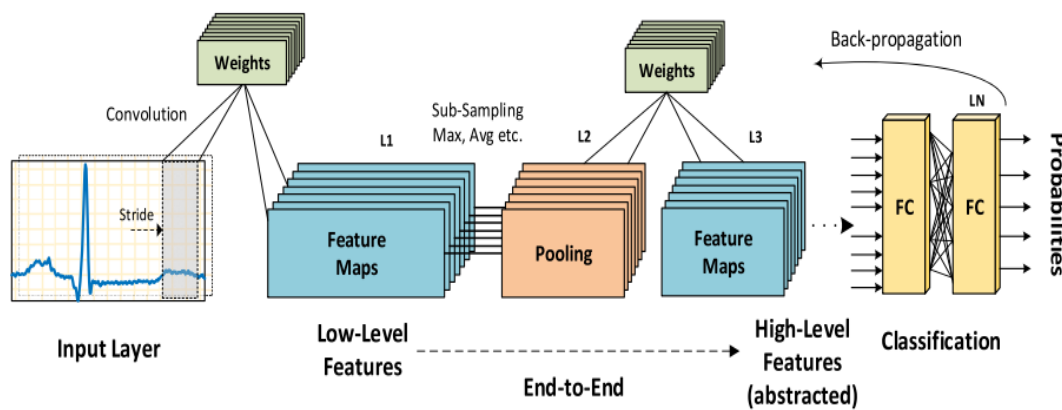 Weights
Convolution
Stride
Input Layer
L1
Feature
Maps
Low-Level
Features
Sub-Sampling
Max, Avg etc.
L2
Pooling
End-to-End
Weights
L3
Feature
Maps
High-Level
Features
(abstracted)
Back-propagation
LN
FC
FC
Classification
Probabilities